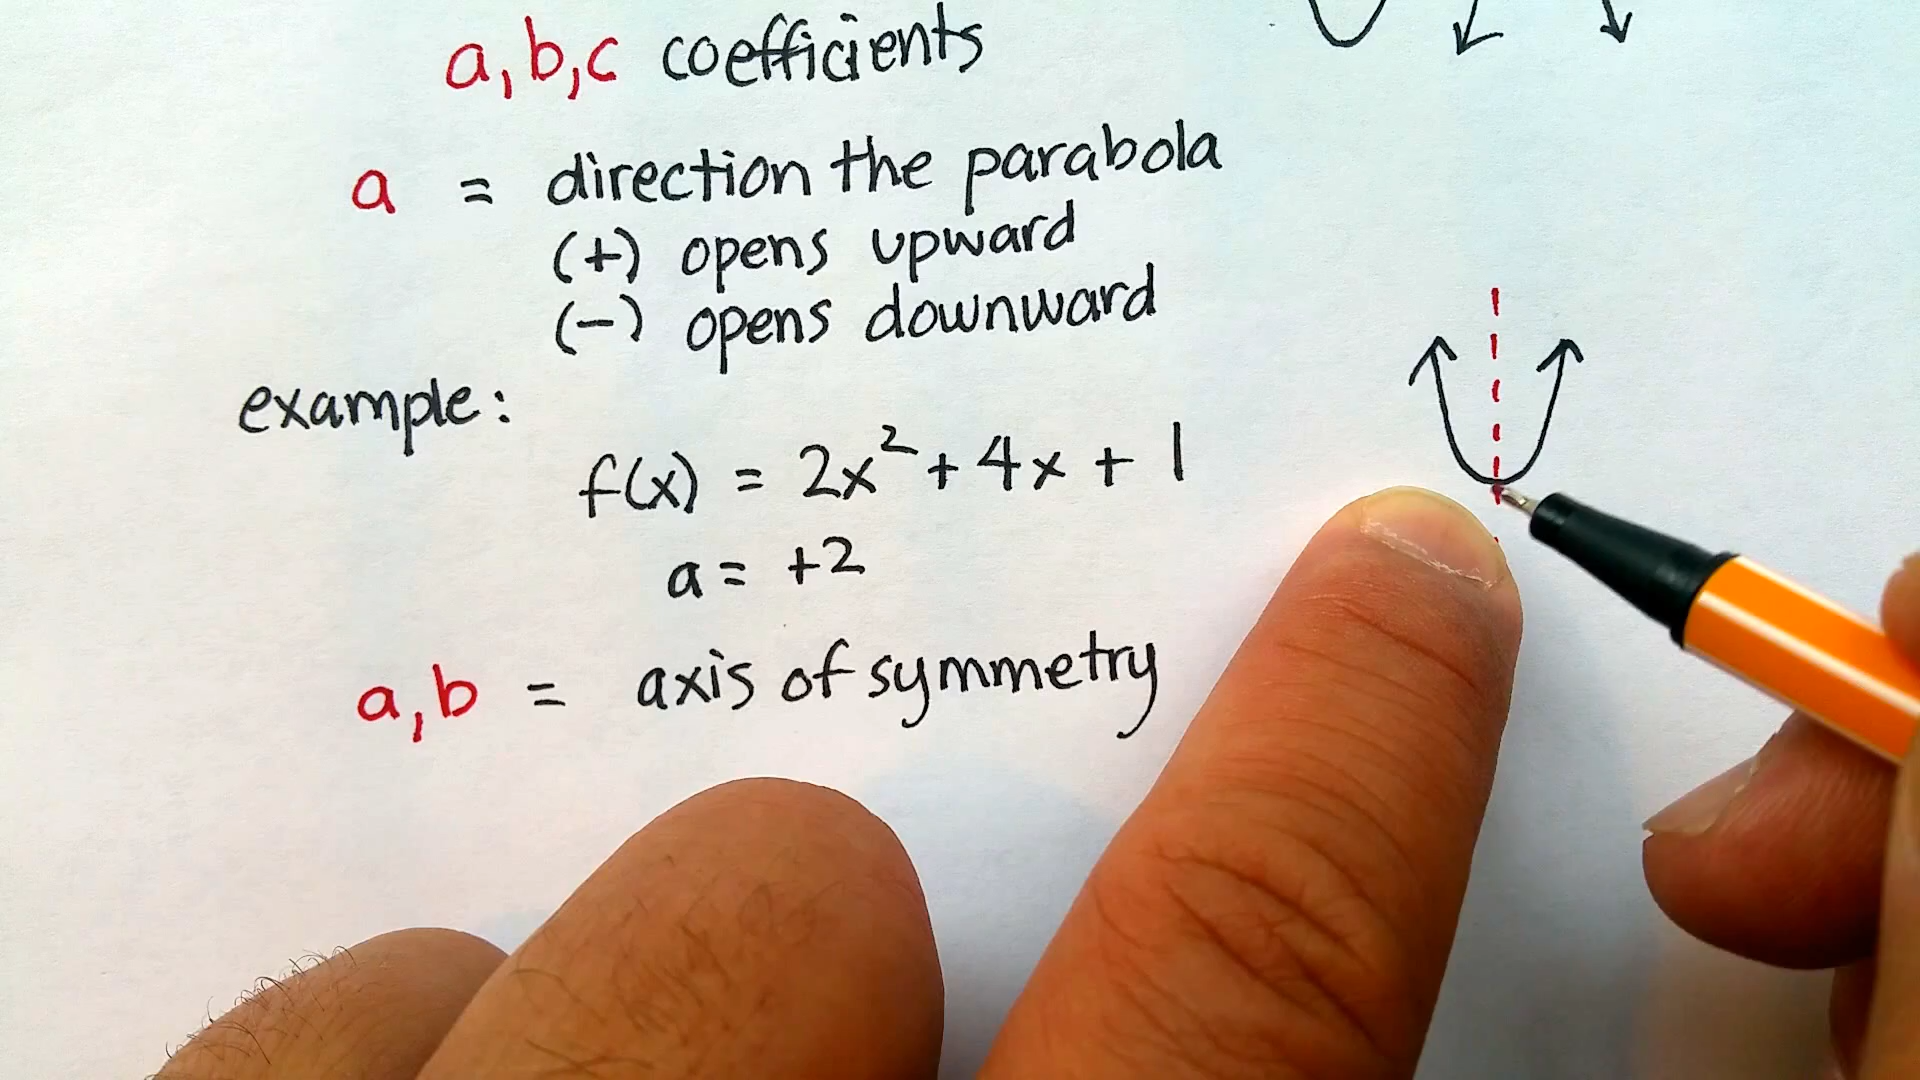 a, b, c coefficients
a = direction the parabola
(+) opens upward
(-) opens downward
example:
f(x) = 2x² + 4x + 1
a = +2
a, b = axis of symmetry